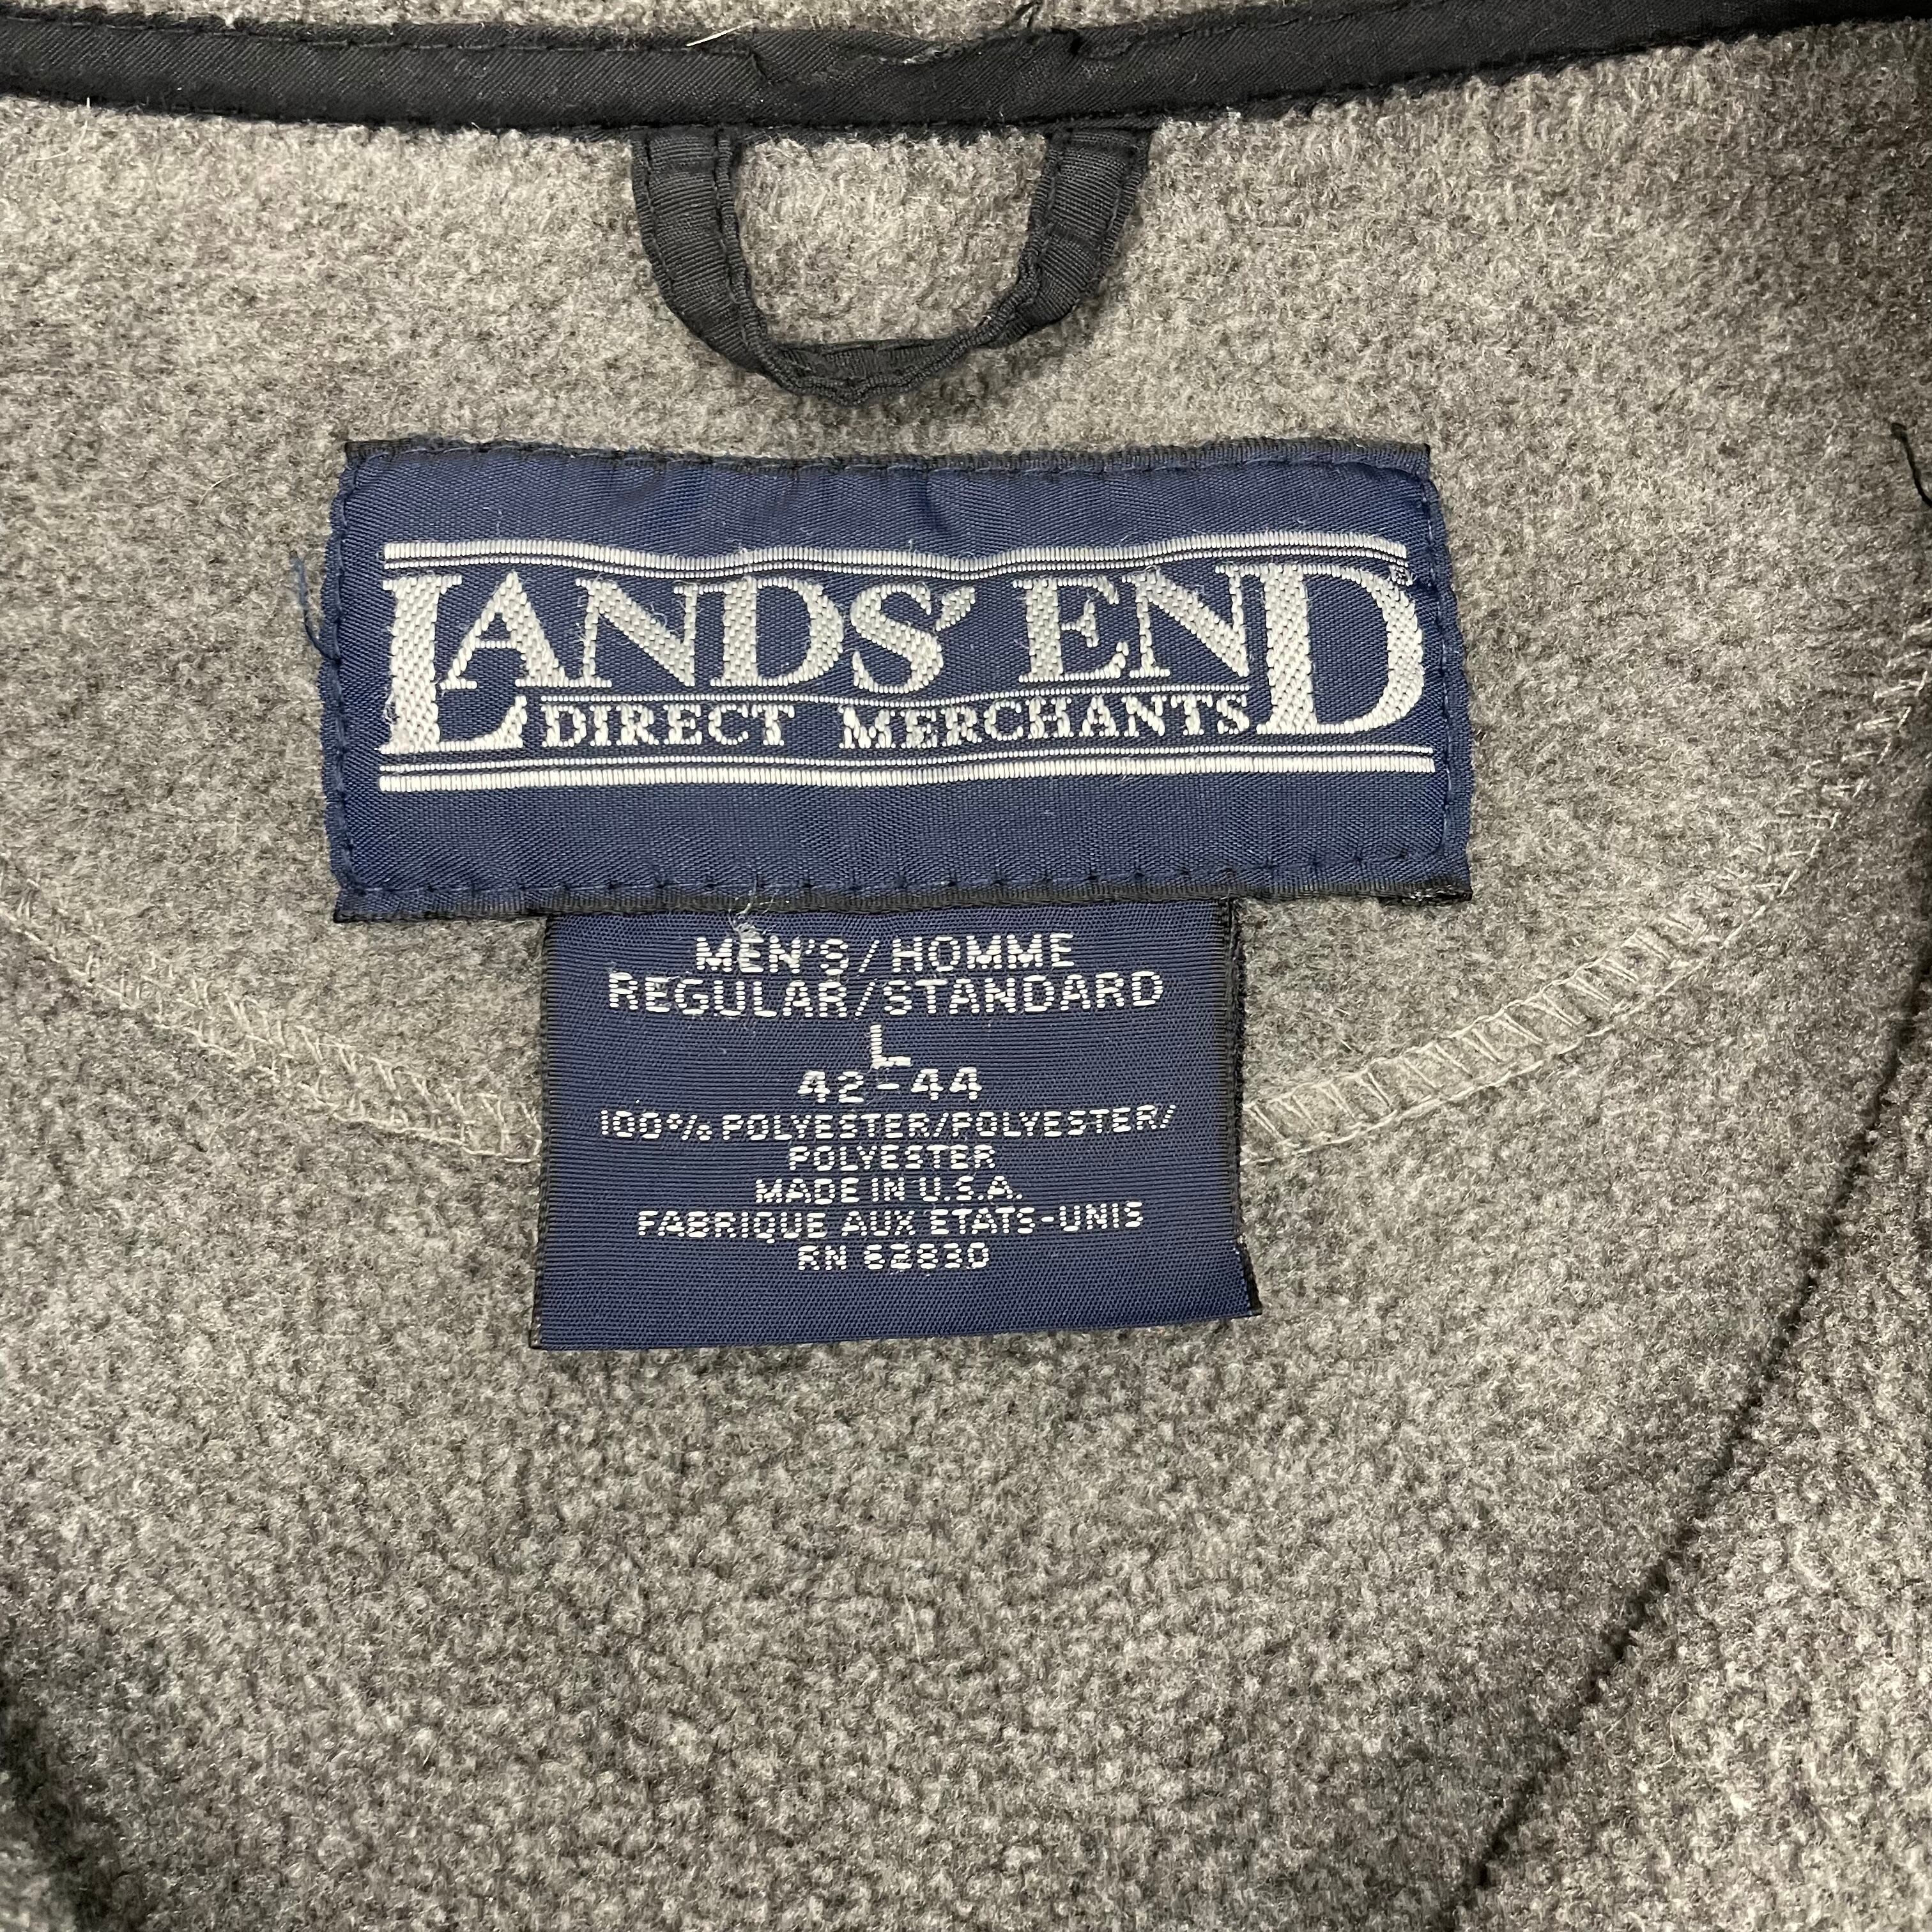 LANDS' END®
DIRECT MERCHANTS
MEN'S/HOMME
REGULAR/STANDARD
L
42-44
100% POLYESTER/POLYESTER/
POLYESTER
MADE IN U.S.A.
FABRIQUE AUX ETATS-UNIS
RN 62830